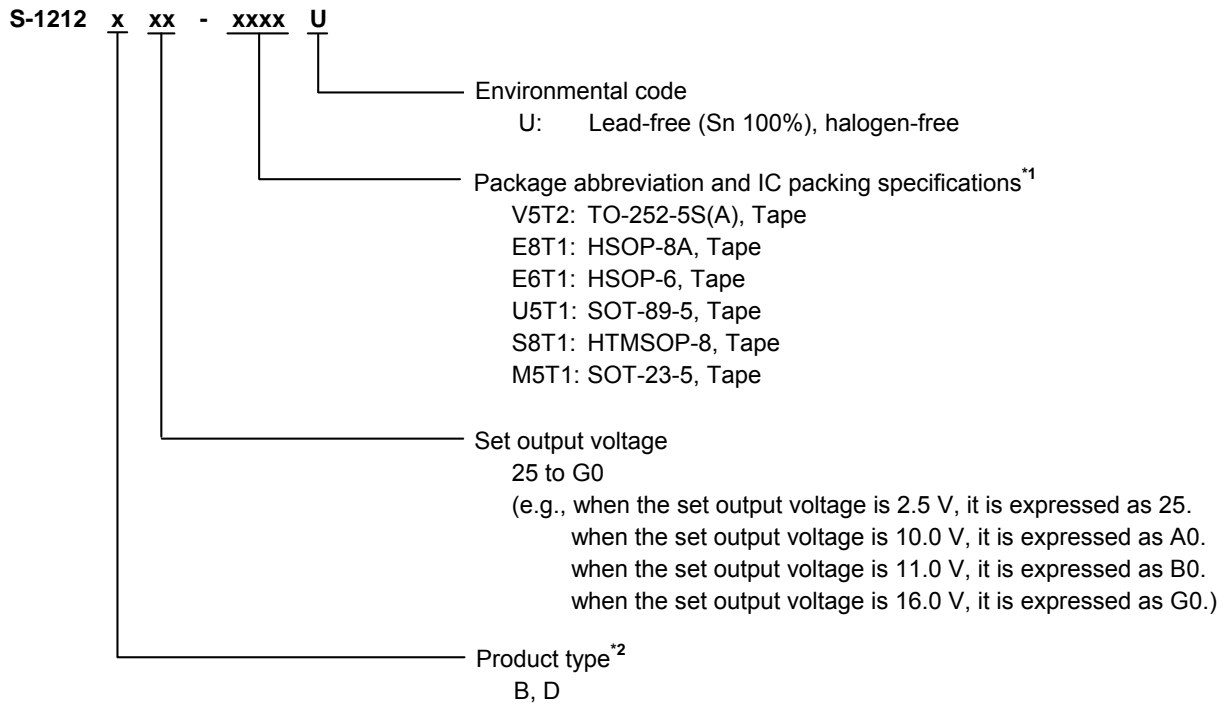 S-1212 x xx - xxxx U
Environmental code
U: Lead-free (Sn 100%), halogen-free
Package abbreviation and IC packing specifications*1
V5T2: TO-252-5S(A), Tape
E8T1: HSOP-8A, Tape
E6T1: HSOP-6, Tape
U5T1: SOT-89-5, Tape
S8T1: HTMSOP-8, Tape
M5T1: SOT-23-5, Tape
Set output voltage
25 to G0
(e.g., when the set output voltage is 2.5 V, it is expressed as 25.
when the set output voltage is 10.0 V, it is expressed as A0.
when the set output voltage is 11.0 V, it is expressed as B0.
when the set output voltage is 16.0 V, it is expressed as G0.)
Product type*2
B, D